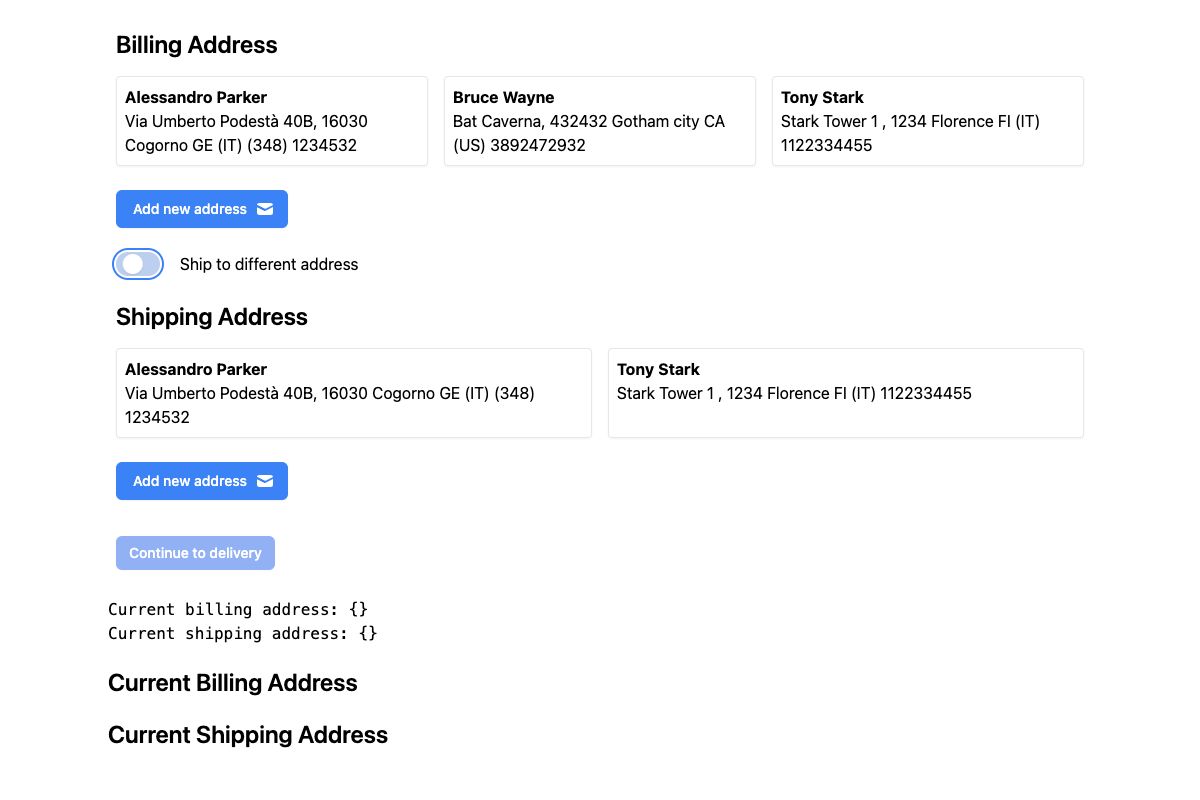 Billing Address
Alessandro Parker
Via Umberto Podestà 40B, 16030
Cogorno GE (IT) (348) 1234532
Bruce Wayne
Bat Caverna, 432432 Gotham city CA
(US) 3892472932
Tony Stark
Stark Tower 1 , 1234 Florence FI (IT)
1122334455
Add new address
Ship to different address
Shipping Address
Alessandro Parker
Via Umberto Podestà 40B, 16030 Cogorno GE (IT) (348)
1234532
Tony Stark
Stark Tower 1 , 1234 Florence FI (IT) 1122334455
Add new address
Continue to delivery
Current billing address: {}
Current shipping address: {}
Current Billing Address
Current Shipping Address